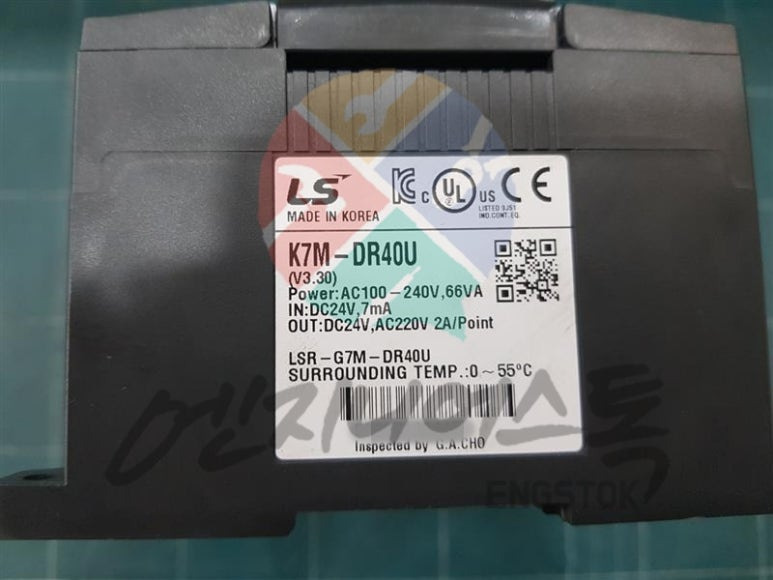 LS
MADE IN KOREA
C UL US CE
LISTED 9J51
IND.CONT. EQ.
K7M-DR40U
(V3.30)
Power:AC100-240V,66VA
IN:DC24V,7mA
OUT:DC24V,AC220V 2A/Point
LSR-G7M-DR40U
SURROUNDING TEMP.:0~55°C
Inspected by G.A.CHO
엔지니어스톡
ENGSTOK